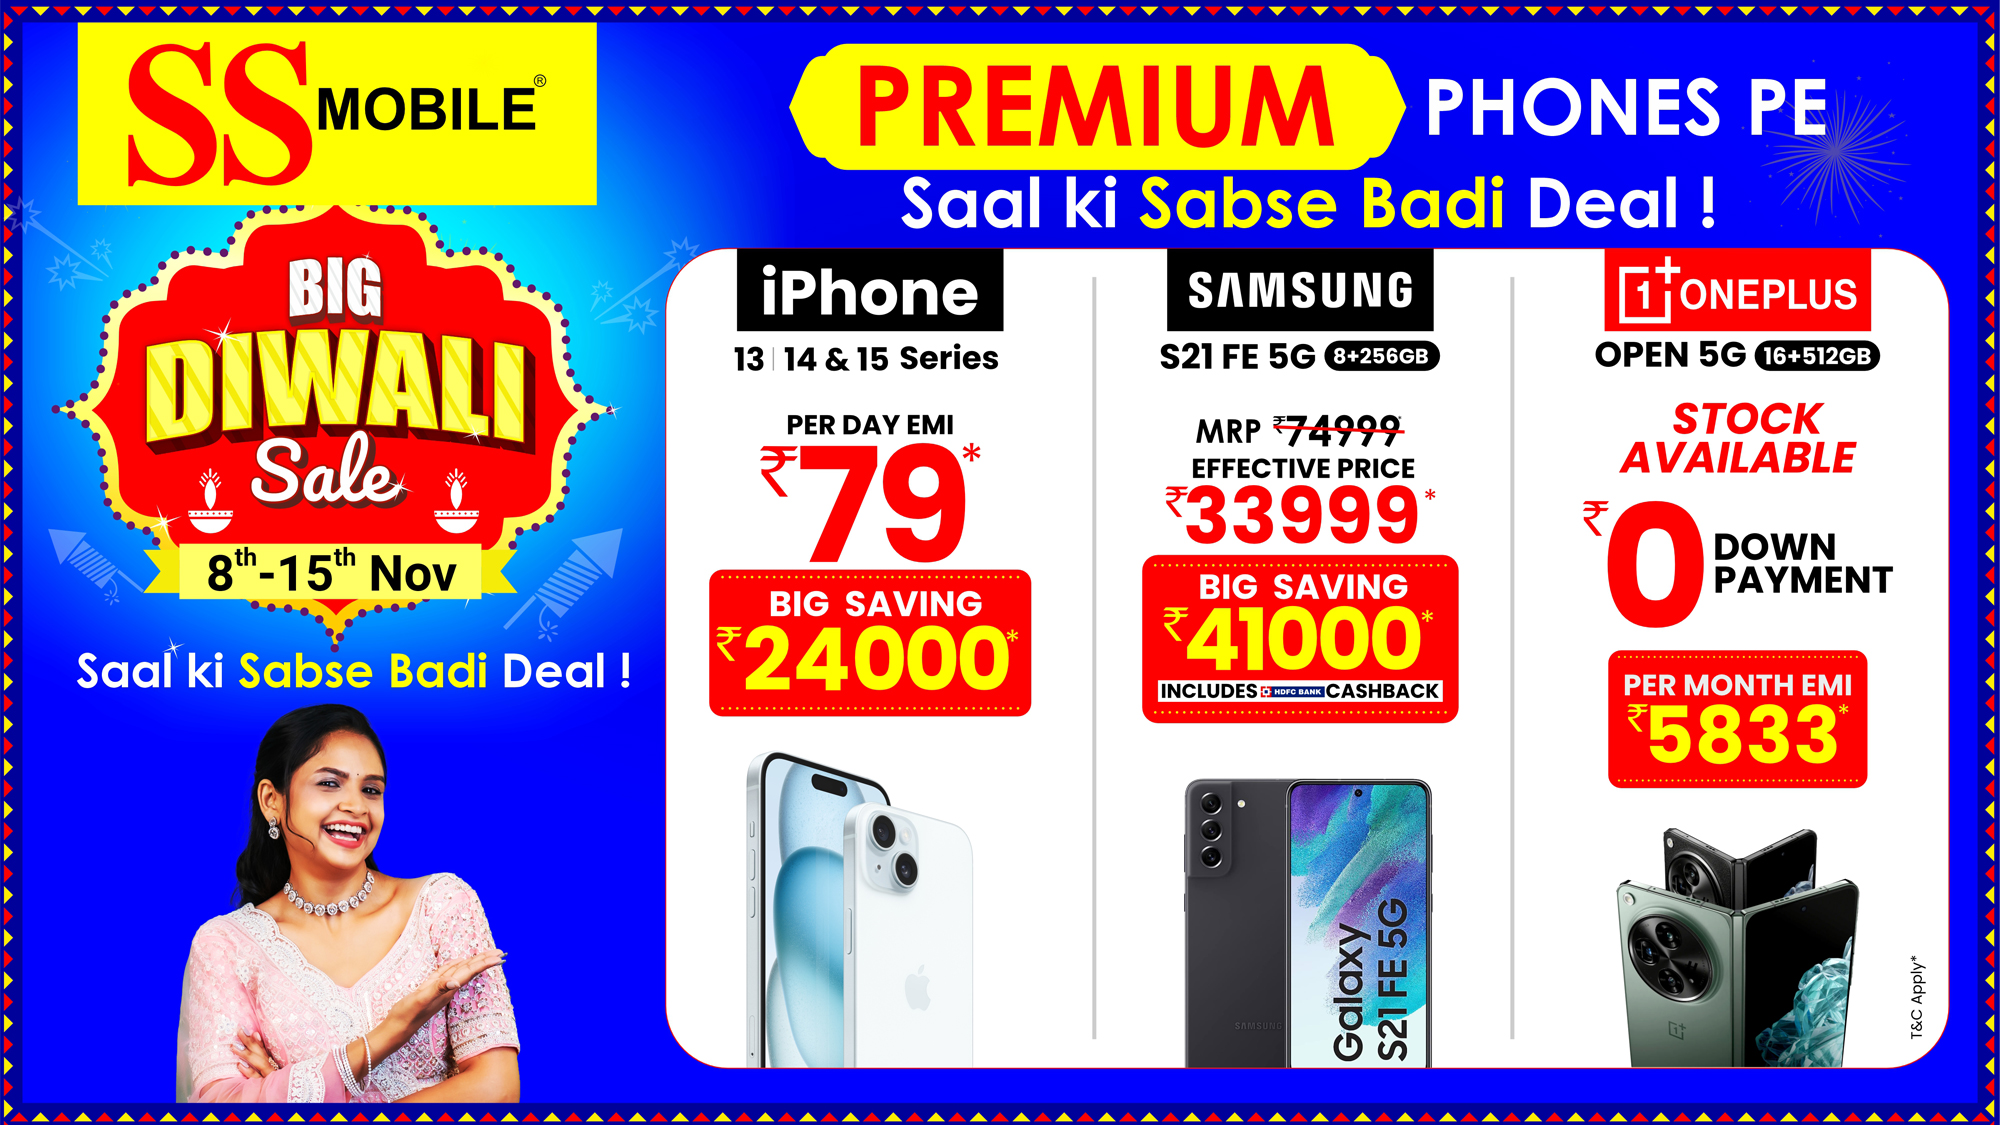 SS MOBILE®
BIG
DIWALI
Sale
8th-15th Nov
Saal ki Sabse Badi Deal !
PREMIUM PHONES PE
Saal ki Sabse Badi Deal !
iPhone
13 | 14 & 15 Series
PER DAY EMI
₹79*
BIG SAVING
₹24000*
SAMSUNG
S21 FE 5G 8+256GB
MRP ₹74999*
EFFECTIVE PRICE
₹33999*
BIG SAVING
₹41000*
INCLUDES HDFC BANK CASHBACK
SAMSUNG
Galaxy
S21 FE 5G
1+ ONEPLUS
OPEN 5G 16+512GB
STOCK
AVAILABLE
₹0 DOWN
PAYMENT
PER MONTH EMI
₹5833*
T&C Apply*